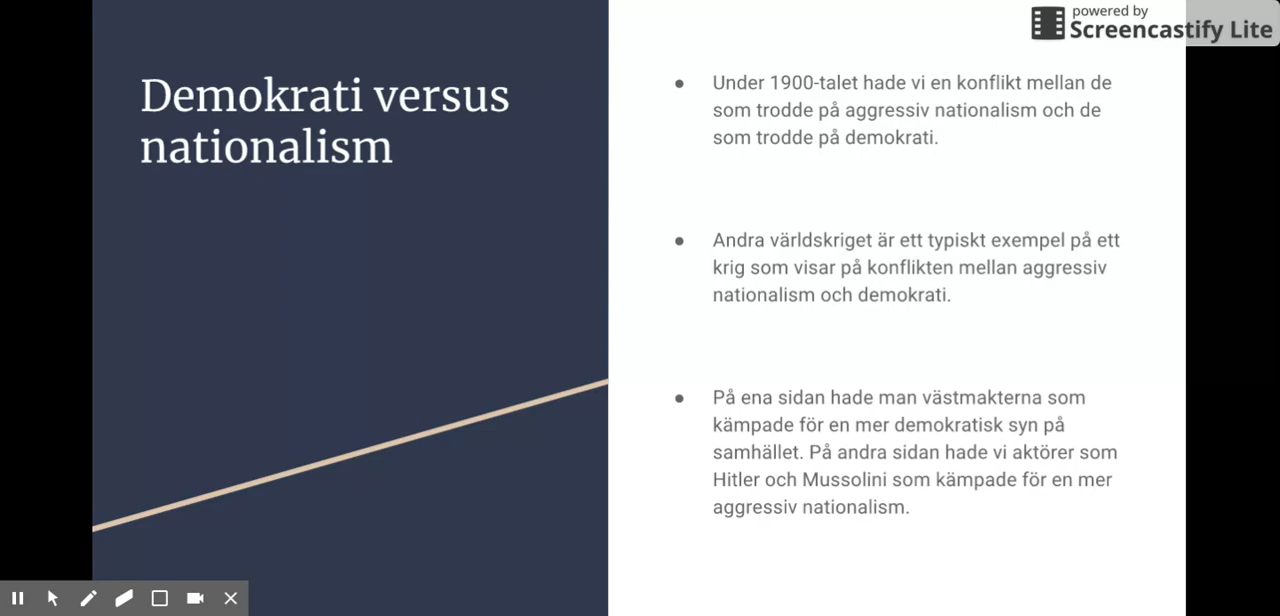 powered by
Screencastify Lite
Demokrati versus
nationalism
Under 1900-talet hade vi en konflikt mellan de
som trodde på aggressiv nationalism och de
som trodde på demokrati.
Andra världskriget är ett typiskt exempel på ett
krig som visar på konflikten mellan aggressiv
nationalism och demokrati.
På ena sidan hade man västmakterna som
kämpade för en mer demokratisk syn på
samhället. På andra sidan hade vi aktörer som
Hitler och Mussolini som kämpade för en mer
aggressiv nationalism.